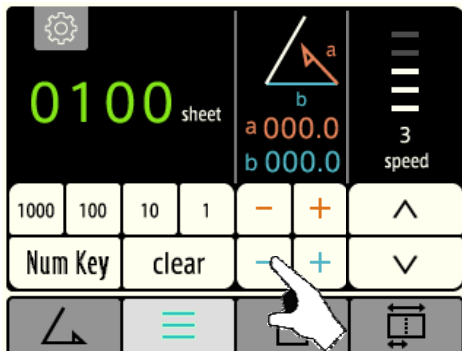 a
b
0100 sheet
a 000.0
b 000.0
3
speed
1000 100 10 1 - +
Num Key clear - +